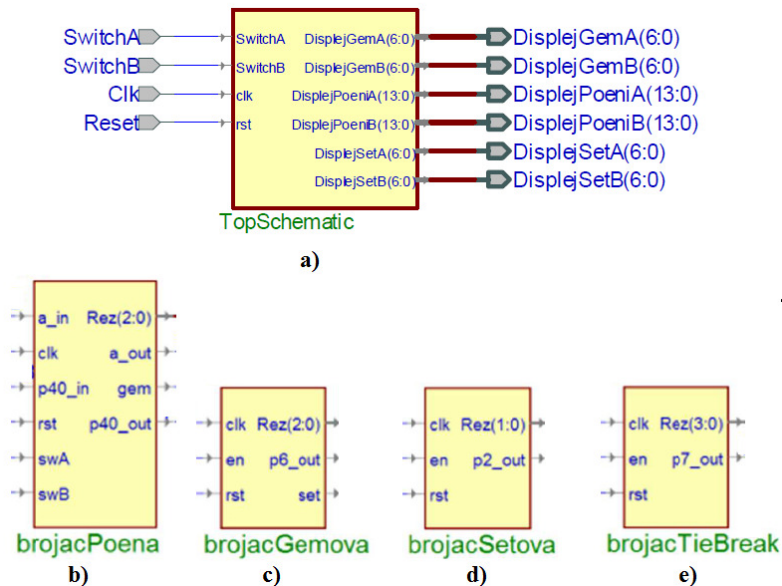 SwitchA SwitchA DisplejGemA(6:0) DisplejGemA(6:0)
SwitchB SwitchB DisplejGemB(6:0) DisplejGemB(6:0)
Clk clk DisplejPoeniA(13:0) DisplejPoeniA(13:0)
Reset rst DisplejPoeniB(13:0) DisplejPoeniB(13:0)
DisplejSetA(6:0) DisplejSetA(6:0)
DisplejSetB(6:0) DisplejSetB(6:0)
TopSchematic
a)
a_in Rez(2:0)
clk a_out
p40_in gem
rst p40_out
swA
swB
brojacPoena
b)
clk Rez(2:0)
en p6_out
rst set
brojacGemova
c)
clk Rez(1:0)
en p2_out
rst
brojacSetova
d)
clk Rez(3:0)
en p7_out
rst
brojacTieBreak
e)